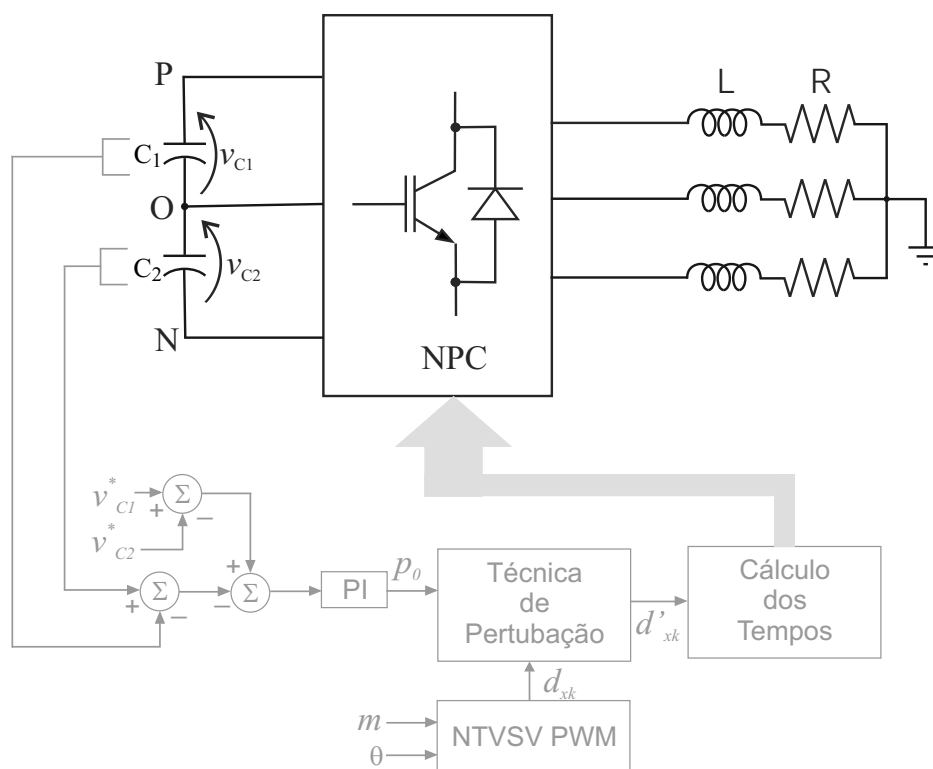 P
L
R
C1
vC1
O
C2
vC2
N
NPC
v*C1
+
Σ
−
v*C2
+
Σ
−
+
−
Σ
PI
p0
Técnica
de
Pertubação
d'xk
Cálculo
dos
Tempos
dxk
m
θ
NTVSV PWM